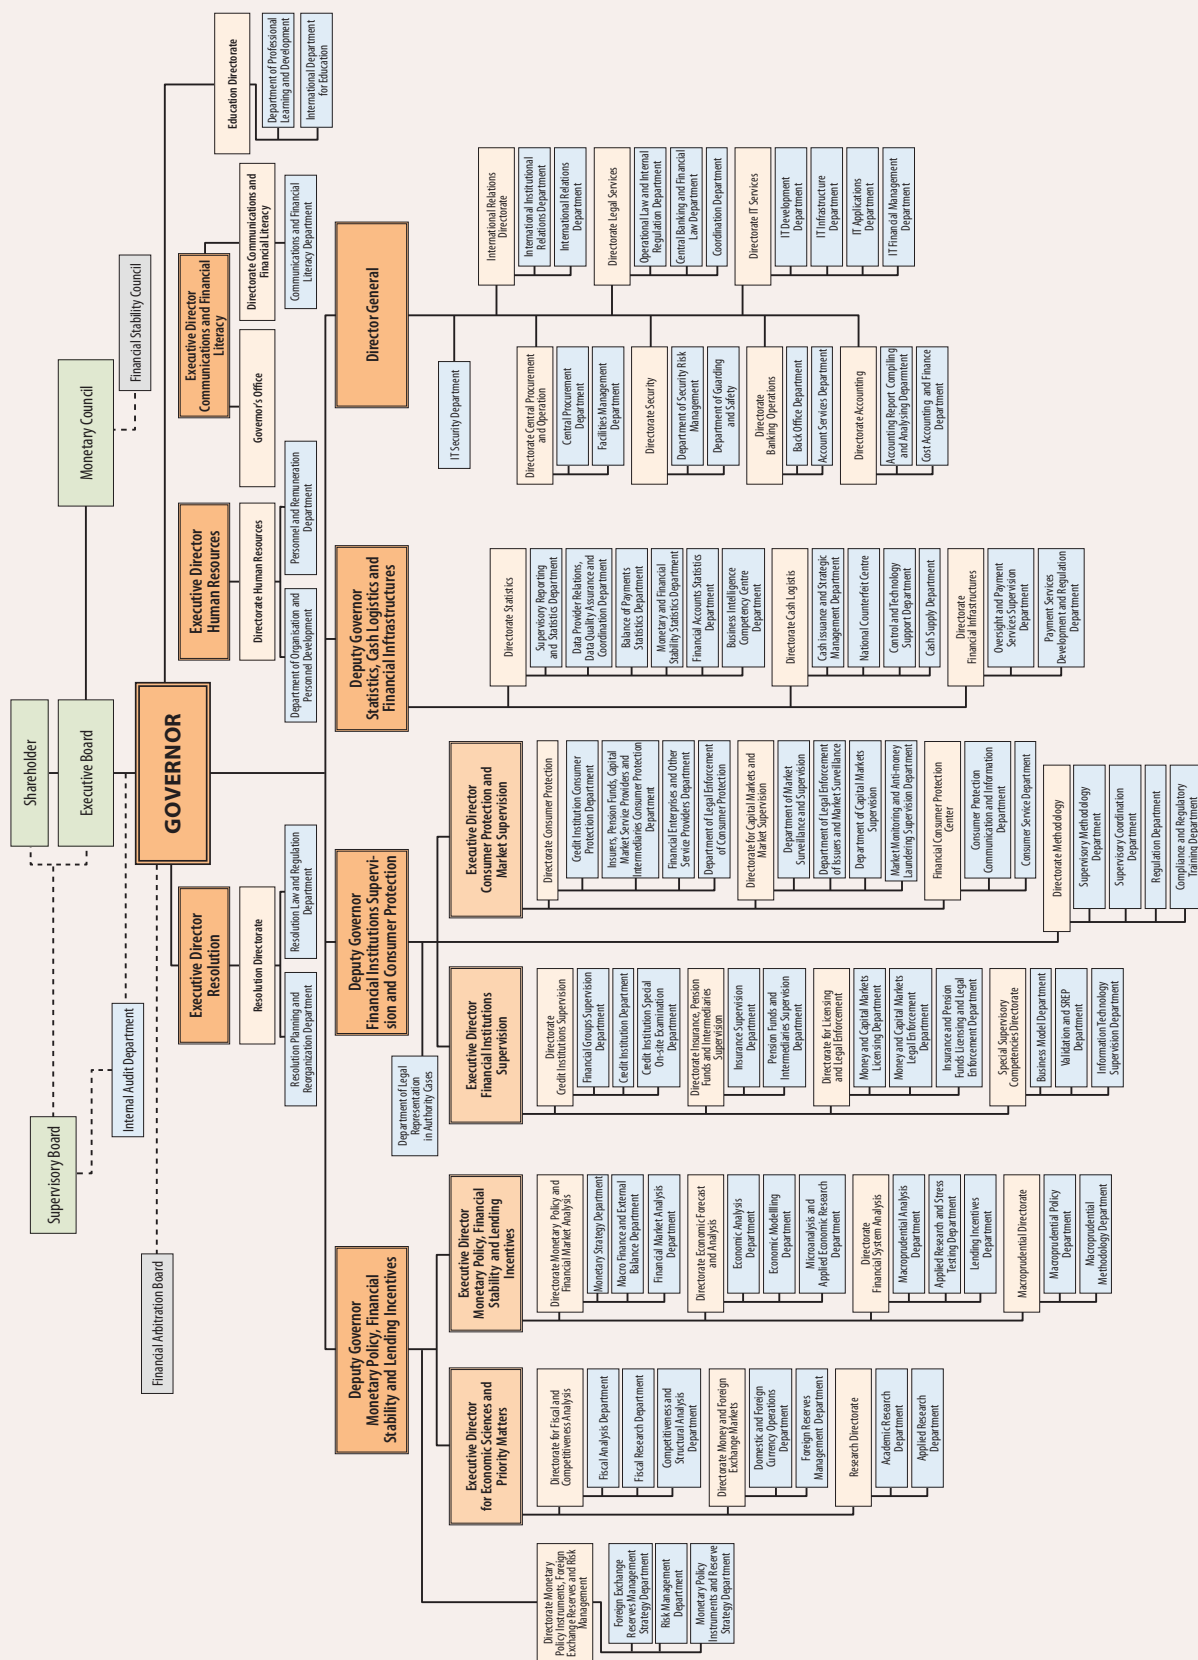 Shareholder
Executive Board
Supervisory Board
Monetary Council
Financial Stability Council
Internal Audit Department
Financial Arbitration Board
GOVERNOR
Executive Director
Resolution
Resolution Directorate
Resolution Planning and
Reorganization Department
Resolution Law and Regulation
Department
Executive Director
Human Resources
Directorate Human Resources
Department of Organisation and
Personnel Development
Personnel and Remuneration
Department
Executive Director
Communications and Financial
Literacy
Governor's Office
Directorate Communications and
Financial Literacy
Communications and Financial
Literacy Department
Education Directorate
Department of Professional
Learning and Development
International Department
for Education
Deputy Governor
Monetary Policy, Financial
Stability and Lending Incentives
Directorate Monetary
Policy Instruments, Foreign
Exchange Reserves and Risk
Management
Foreign Exchange
Reserves Management
Strategy Department
Risk Management
Department
Monetary Policy
Instruments and Reserve
Strategy Department
Executive Director
for Economic Sciences and
Priority Matters
Directorate for Fiscal and
Competitiveness Analysis
Fiscal Analysis Department
Fiscal Research Department
Competitiveness and
Structural Analysis
Department
Directorate Money and Foreign
Exchange Markets
Domestic and Foreign
Currency Operations
Department
Foreign Reserves
Management Department
Research Directorate
Academic Research
Department
Applied Research
Department
Executive Director
Monetary Policy, Financial
Stability and Lending
Incentives
Directorate Monetary Policy and
Financial Market Analysis
Monetary Strategy Department
Macro Finance and External
Balance Department
Financial Market Analysis
Department
Directorate Economic Forecast
and Analysis
Economic Analysis
Department
Economic Modellling
Department
Microanalysis and
Applied Economic Research
Department
Directorate
Financial System Analysis
Macroprudential Analysis
Department
Applied Research and Stress
Testing Department
Lending Incentives
Department
Macroprudential Directorate
Macroprudential Policy
Department
Macroprudential
Methodology Department
Deputy Governor
Financial Institutions Supervi-
sion and Consumer Protection
Department of Legal
Representation
in Authority Cases
Executive Director
Financial Institutions
Supervision
Directorate
Credit Institutions Supervision
Financial Groups Supervision
Department
Credit Institution Department
Credit Institution Special
On-site Examination
Department
Directorate Insurance, Pension
Funds and Intermediaries
Supervision
Insurance Supervision
Department
Pension Funds and
Intermediaries Supervision
Department
Directorate for Licensing
and Legal Enforcement
Money and Capital Markets
Licensing Department
Money and Capital Markets
Legal Enforcement
Department
Insurance and Pension
Funds Licensing and Legal
Enforcement Department
Special Supervisory
Competencies Directorate
Business Model Department
Validation and SREP
Department
Information Technology
Supervision Department
Executive Director
Consumer Protection and
Market Supervision
Directorate Consumer Protection
Credit Institution Consumer
Protection Department
Insurers, Pension Funds, Capital
Market Service Providers and
Intermediaries Consumer Protection
Department
Financial Enterprises and Other
Service Providers Department
Department of Legal Enforcement
of Consumer Protection
Directorate for Capital Markets and
Market Supervision
Department of Market
Surveillance and Supervision
Department of Legal Enforcement
of Issuers and Market Surveillance
Department of Capital Markets
Supervision
Market Monitoring and Anti-money
Laundering Supervision Department
Financial Consumer Protection
Center
Consumer Protection
Communication and Information
Department
Consumer Service Department
Directorate Methodology
Supervisory Methodology
Department
Supervisory Coordination
Department
Regulation Department
Compliance and Regulatory
Training Department
Deputy Governor
Statistics, Cash Logistics and
Financial Infrastructures
Directorate Statistics
Supervisory Reporting
and Statistics Department
Data Provider Relations,
Data Quality Assurance and
Coordination Department
Balance of Payments
Statistics Department
Monetary and Financial
Stability Statistics Department
Financial Accounts Statistics
Department
Business Intelligence
Competency Centre
Department
Directorate Cash Logistis
Cash issuance and Strategic
Management Department
National Counterfeit Centre
Control and Technology
Support Department
Cash Supply Department
Directorate
Financial Infrastructures
Oversight and Payment
Services Supervision
Department
Payment Services
Development and Regulation
Department
Director General
IT Security Department
Directorate Central Procurement
and Operation
Central Procurement
Department
Facilities Management
Department
Directorate Security
Department of Security Risk
Management
Department of Guarding
and Safety
Directorate
Banking Operations
Back Office Department
Account Services Department
Directorate Accounting
Accounting Report Compiling
and Analysing Deparmtent
Cost Accounting and Finance
Department
International Relations
Directorate
International Institutional
Relations Department
International Relations
Department
Directorate Legal Services
Operational Law and Internal
Regulation Department
Central Banking and Financial
Law Department
Coordination Department
Directorate IT Services
IT Development
Department
IT Infrastructure
Department
IT Applications
Department
IT Financial Management
Department